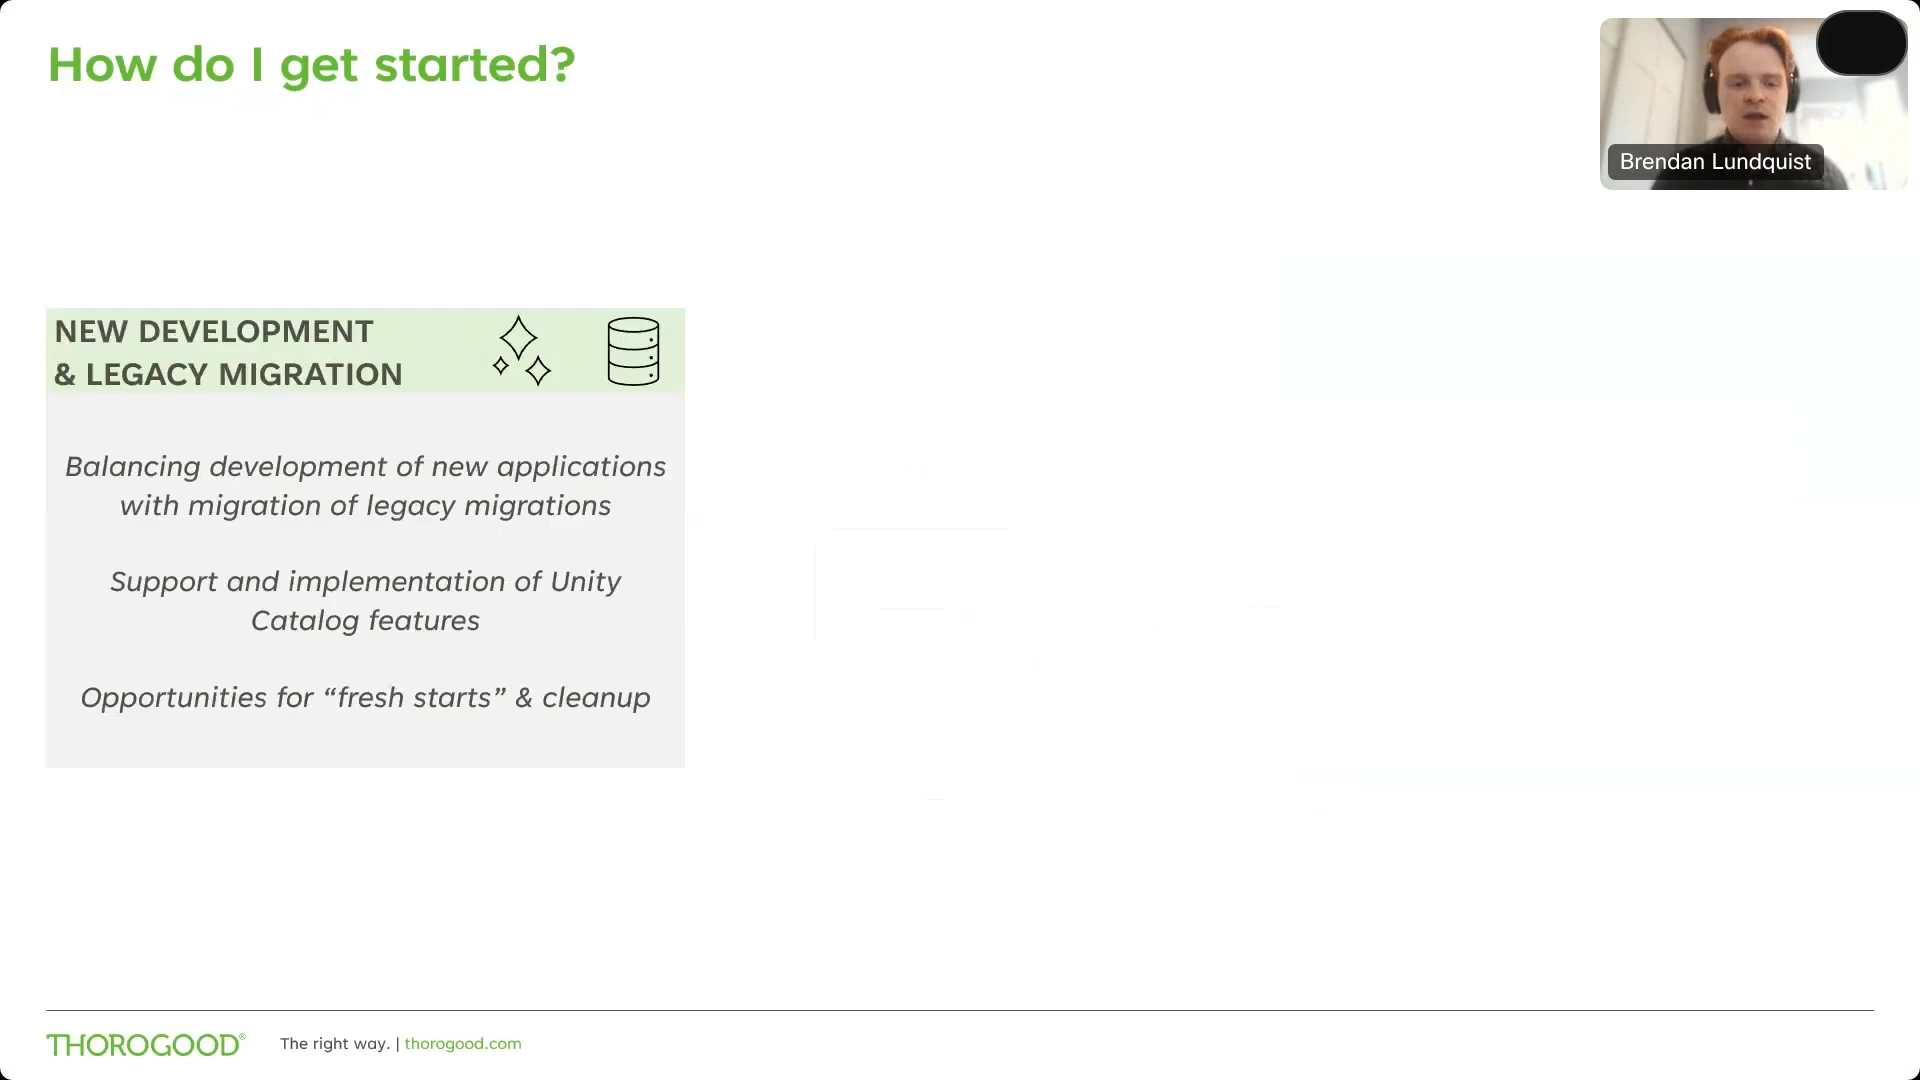 How do I get started?
Brendan Lundquist
NEW DEVELOPMENT
& LEGACY MIGRATION
Balancing development of new applications
with migration of legacy migrations
Support and implementation of Unity
Catalog features
Opportunities for “fresh starts” & cleanup
THOROGOOD®
The right way. | thorogood.com